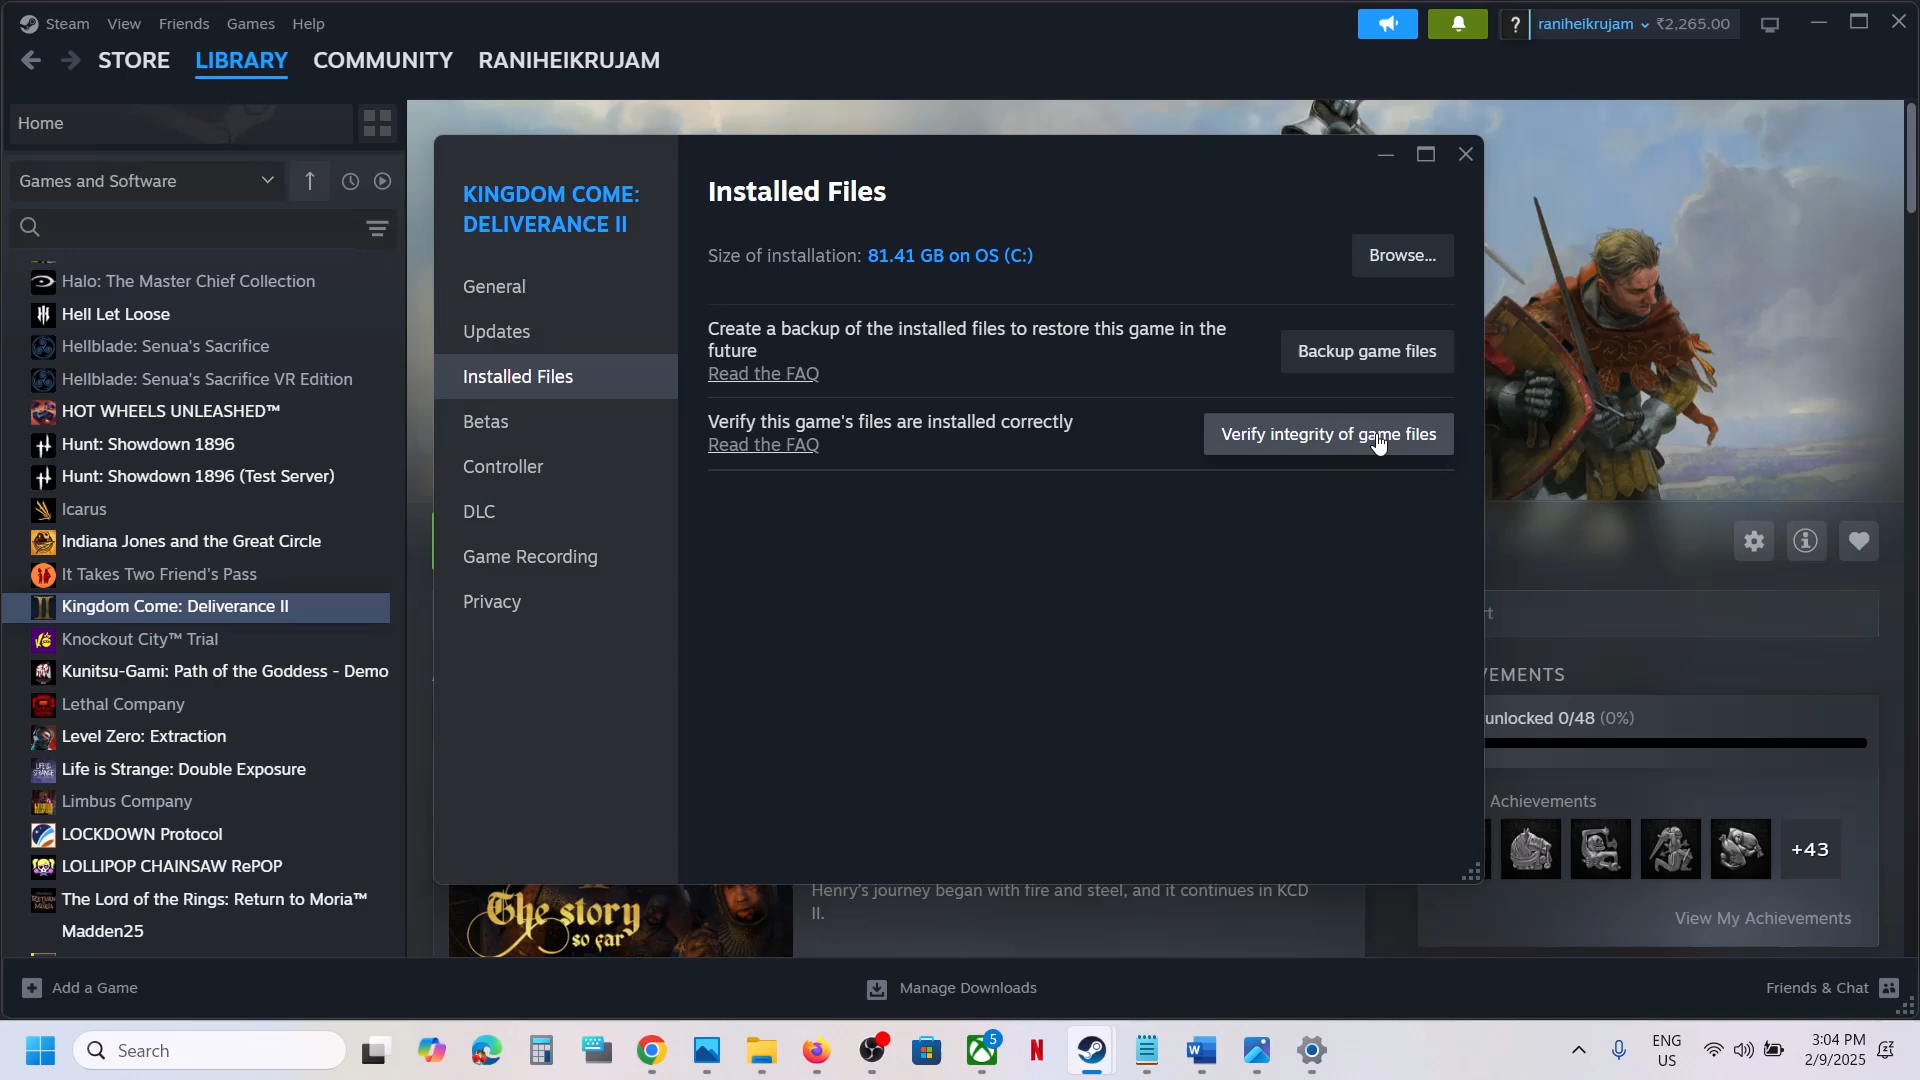 Steam View Friends Games Help
raniheikrujam ₹2,265.00
STORE LIBRARY COMMUNITY RANIHEIKRUJAM
Home
Games and Software
Halo: The Master Chief Collection
Hell Let Loose
Hellblade: Senua's Sacrifice
Hellblade: Senua's Sacrifice VR Edition
HOT WHEELS UNLEASHED™
Hunt: Showdown 1896
Hunt: Showdown 1896 (Test Server)
Icarus
Indiana Jones and the Great Circle
It Takes Two Friend's Pass
Kingdom Come: Deliverance II
Knockout City™ Trial
Kunitsu-Gami: Path of the Goddess - Demo
Lethal Company
Level Zero: Extraction
Life is Strange: Double Exposure
Limbus Company
LOCKDOWN Protocol
LOLLIPOP CHAINSAW RePOP
The Lord of the Rings: Return to Moria™
Madden25
KINGDOM COME:
DELIVERANCE II
General
Updates
Installed Files
Betas
Controller
DLC
Game Recording
Privacy
Installed Files
Size of installation: 81.41 GB on OS (C:)
Browse...
Create a backup of the installed files to restore this game in the
future
Read the FAQ
Backup game files
Verify this game's files are installed correctly
Read the FAQ
Verify integrity of game files
EMENTS
unlocked 0/48 (0%)
Achievements
+43
View My Achievements
The story
so far
Henry's journey began with fire and steel, and it continues in KCD
II.
Add a Game
Manage Downloads
Friends & Chat
Search
5
ENG
US
3:04 PM
2/9/2025